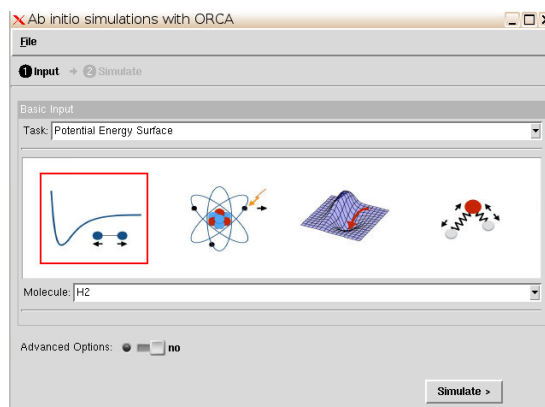 Ab initio simulations with ORCA
File
1 Input → 2 Simulate
Basic Input
Task: Potential Energy Surface
Molecule: H2
Advanced Options: no
Simulate >